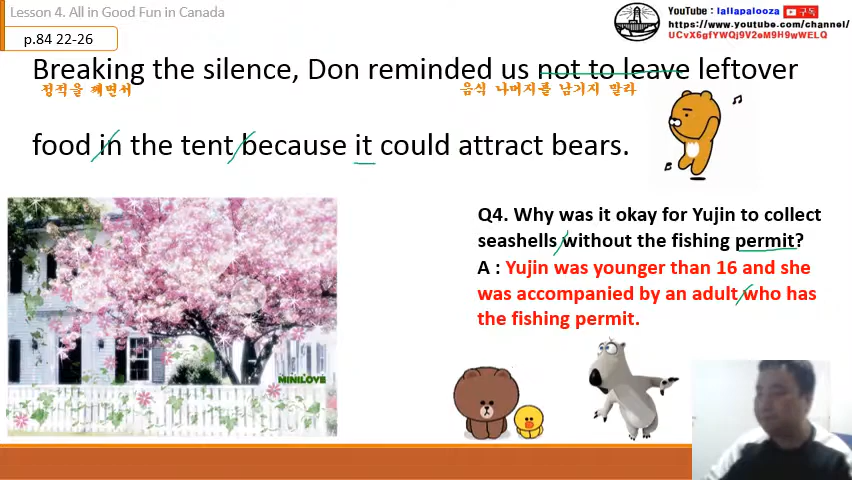 Lesson 4. All in Good Fun in Canada
p.84 22-26
YouTube : lallapalooza 구독
https://www.youtube.com/channel/
UCvX6gfYWQj9V2eM9H9wWELQ
Breaking the silence, Don reminded us not to leave leftover
정적을 깨면서 음식 나머지를 남기지 말라
food in the tent because it could attract bears.
Q4. Why was it okay for Yujin to collect
seashells without the fishing permit?
A : Yujin was younger than 16 and she
was accompanied by an adult who has
the fishing permit.
MINILOVE